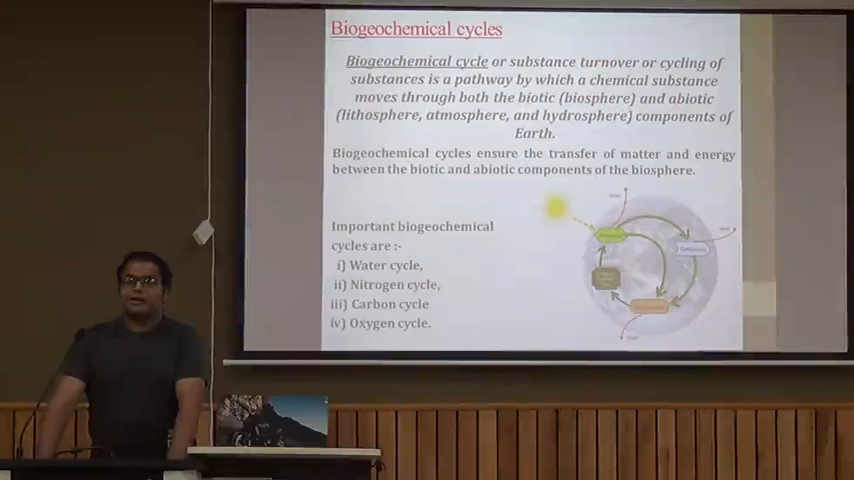 Biogeochemical cycles
Biogeochemical cycle or substance turnover or cycling of
substances is a pathway by which a chemical substance
moves through both the biotic (biosphere) and abiotic
(lithosphere, atmosphere, and hydrosphere) components of
Earth.
Biogeochemical cycles ensure the transfer of matter and energy
between the biotic and abiotic components of the biosphere.
Important biogeochemical
cycles are :-
i) Water cycle,
ii) Nitrogen cycle,
iii) Carbon cycle
iv) Oxygen cycle.